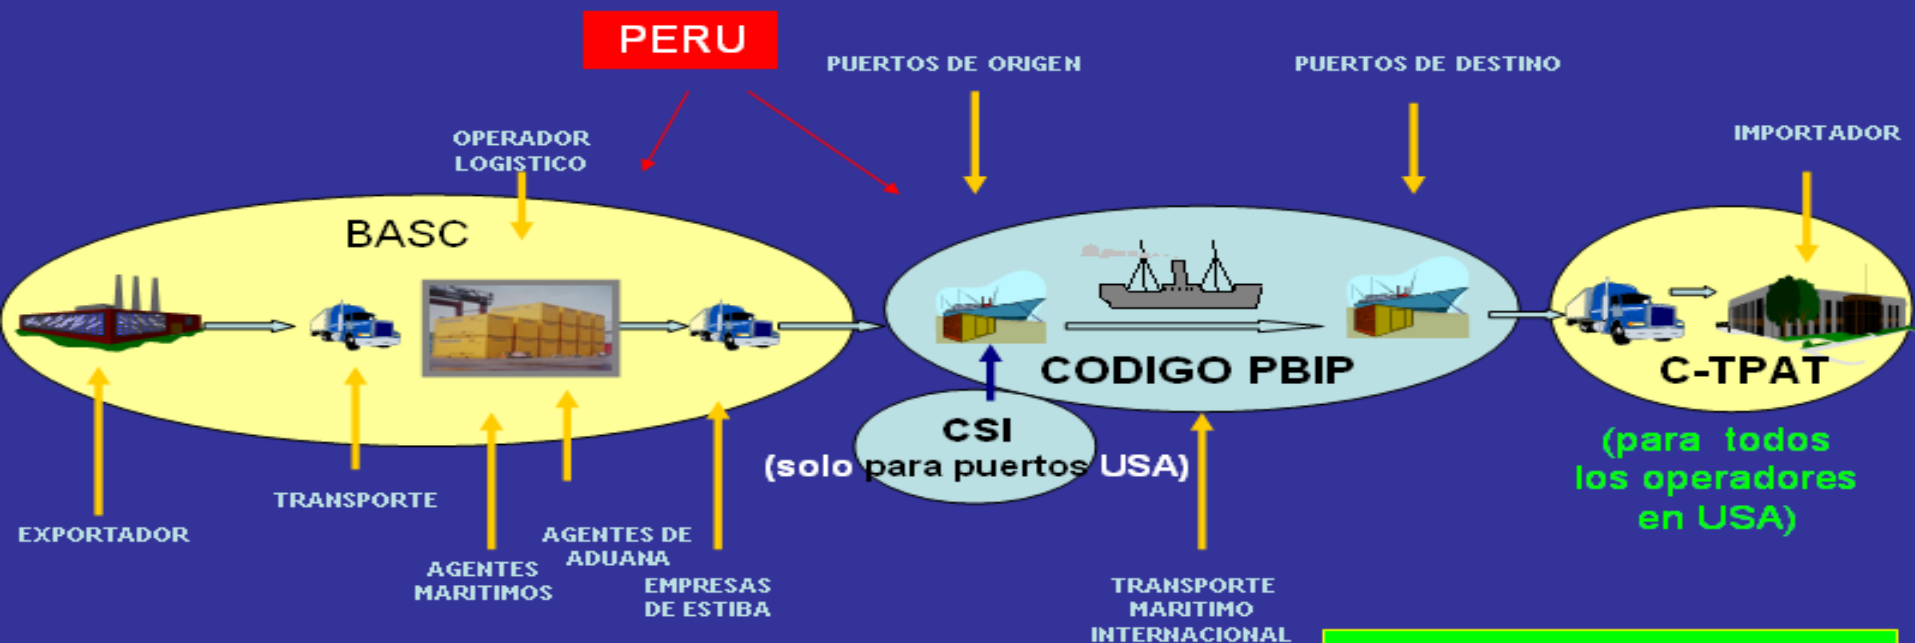 PERU
PUERTOS DE ORIGEN
PUERTOS DE DESTINO
OPERADOR
LOGISTICO
IMPORTADOR
BASC
CODIGO PBIP
C-TPAT
CSI
(solo para puertos USA)
(para todos
los operadores
en USA)
EXPORTADOR
TRANSPORTE
AGENTES
MARITIMOS
AGENTES DE
ADUANA
EMPRESAS
DE ESTIBA
TRANSPORTE
MARITIMO
INTERNACIONAL